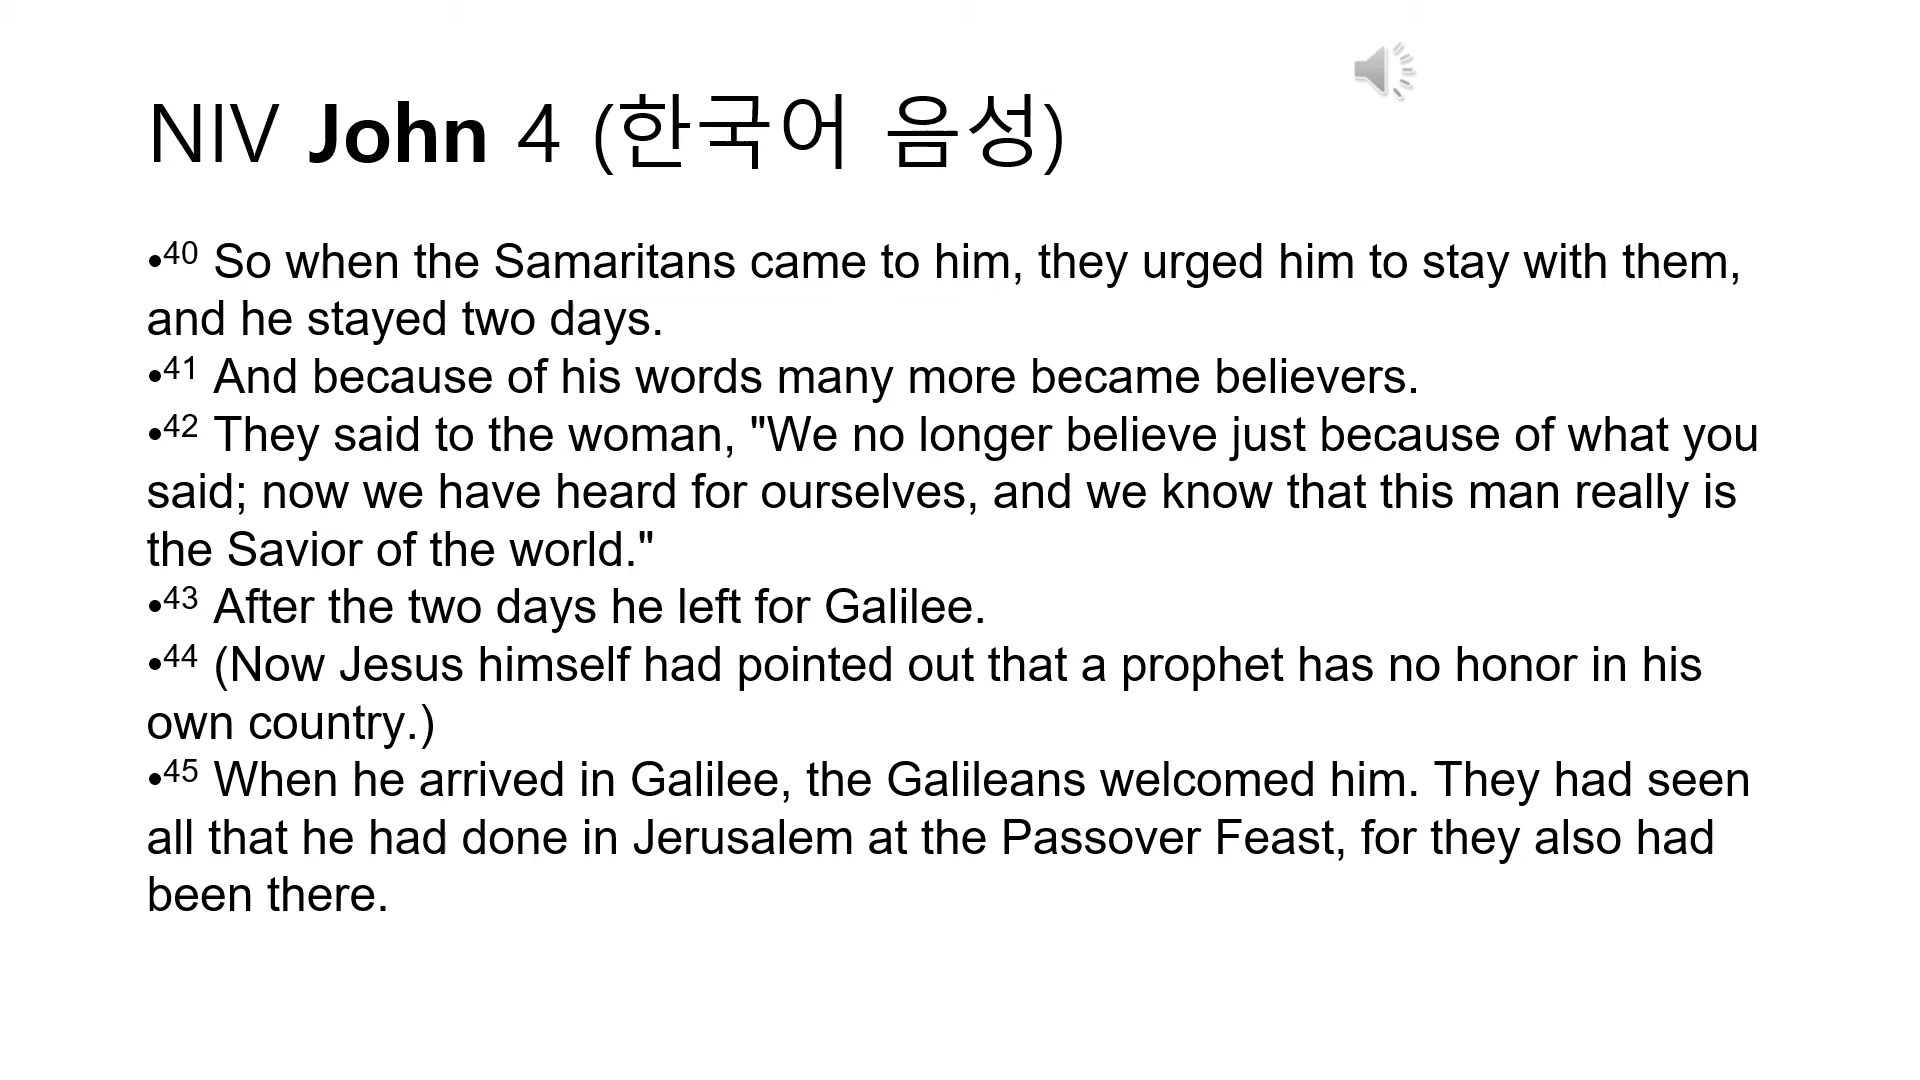 NIV John 4 (한국어 음성)
•40 So when the Samaritans came to him, they urged him to stay with them,
and he stayed two days.
•41 And because of his words many more became believers.
•42 They said to the woman, "We no longer believe just because of what you
said; now we have heard for ourselves, and we know that this man really is
the Savior of the world."
•43 After the two days he left for Galilee.
•44 (Now Jesus himself had pointed out that a prophet has no honor in his
own country.)
•45 When he arrived in Galilee, the Galileans welcomed him. They had seen
all that he had done in Jerusalem at the Passover Feast, for they also had
been there.